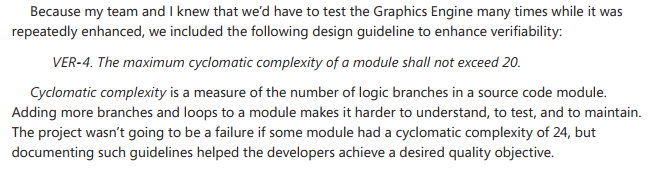 Because my team and I knew that we’d have to test the Graphics Engine many times while it was
repeatedly enhanced, we included the following design guideline to enhance verifiability:
VER-4. The maximum cyclomatic complexity of a module shall not exceed 20.
Cyclomatic complexity is a measure of the number of logic branches in a source code module.
Adding more branches and loops to a module makes it harder to understand, to test, and to maintain.
The project wasn’t going to be a failure if some module had a cyclomatic complexity of 24, but
documenting such guidelines helped the developers achieve a desired quality objective.